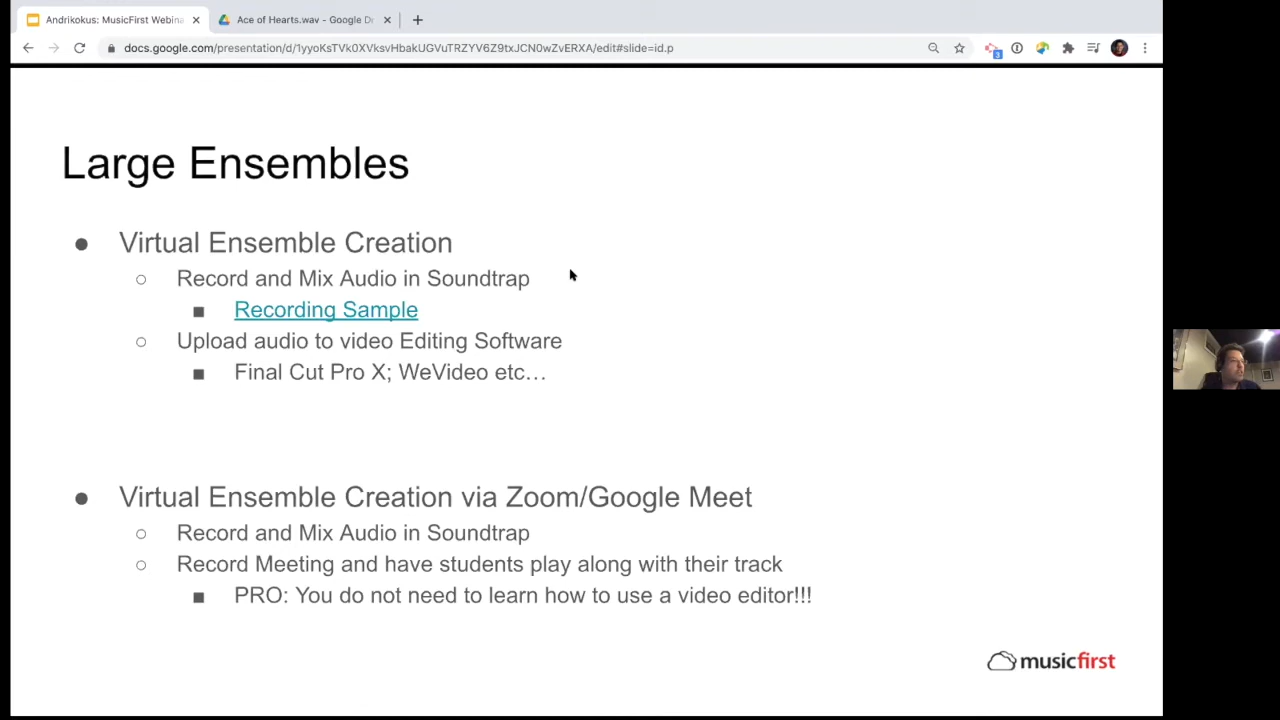 Andrikokus: MusicFirst Webina
Ace of Hearts.wav - Google Dr
docs.google.com/presentation/d/1yyoKsTVk0XVksvHbakUGVuTRZYV6Z9txJCN0wZvERXA/edit#slide=id.p
3
Large Ensembles
● Virtual Ensemble Creation
○ Record and Mix Audio in Soundtrap
■ Recording Sample
○ Upload audio to video Editing Software
■ Final Cut Pro X; WeVideo etc…
● Virtual Ensemble Creation via Zoom/Google Meet
○ Record and Mix Audio in Soundtrap
○ Record Meeting and have students play along with their track
■ PRO: You do not need to learn how to use a video editor!!!
musicfirst